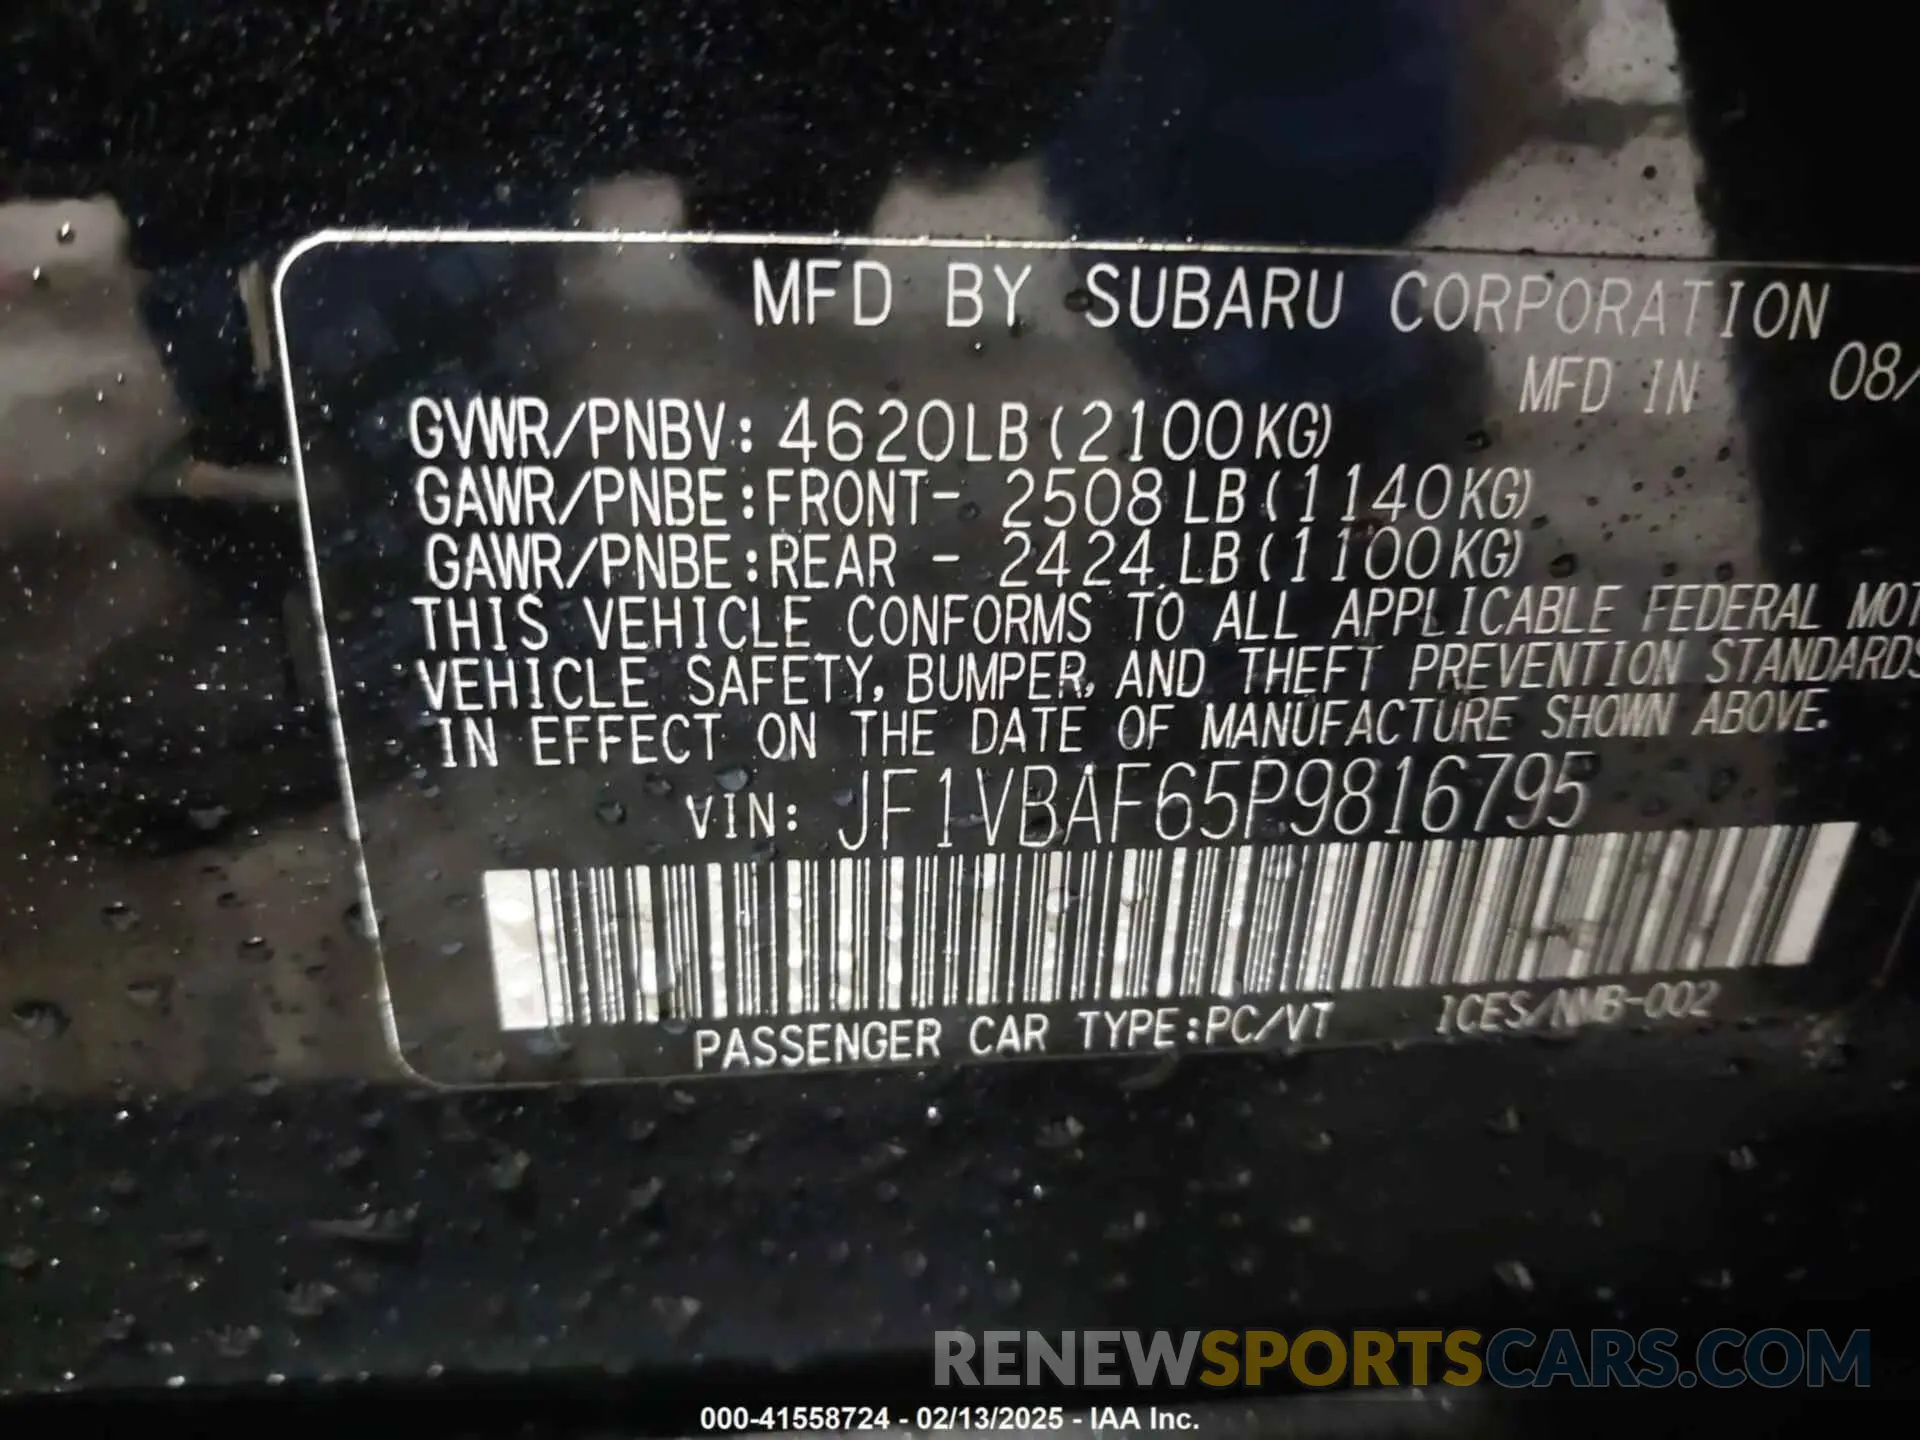 MFD BY SUBARU CORPORATION
MFD IN 08/
GVWR/PNBV: 4620LB (2100KG)
GAWR/PNBE:FRONT- 2508 LB (1140KG)
GAWR/PNBE:REAR - 2424 LB (1100KG)
THIS VEHICLE CONFORMS TO ALL APPLICABLE FEDERAL MOT
VEHICLE SAFETY, BUMPER, AND THEFT PREVENTION STANDARDS
IN EFFECT ON THE DATE OF MANUFACTURE SHOWN ABOVE.
VIN: JF1VBAF65P9816795
PASSENGER CAR TYPE:PC/VT ICES/NMB-002
RENEWSPORTSCARS.COM
000-41558724 - 02/13/2025 - IAA Inc.